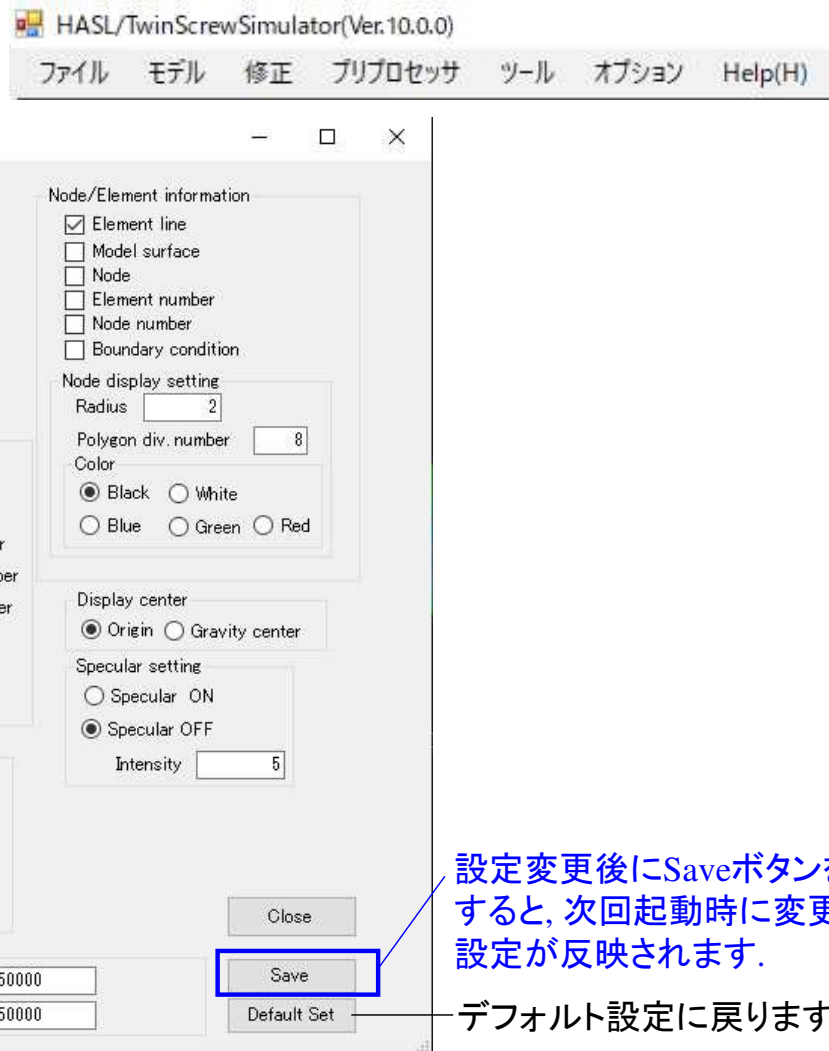 HASL/TwinScrewSimulator(Ver.10.0.0)
ファイル モデル 修正 プリプロセッサ ツール オプション Help(H)
Node/Element information
Element line
Model surface
Node
Element number
Node number
Boundary condition
Node display setting
Radius 2
Polygon div. number 8
Color
Black White
Blue Green Red
Display center
Origin Gravity center
Specular setting
Specular ON
Specular OFF
Intensity 5
設定変更後にSaveボタン
すると, 次回起動時に変更
設定が反映されます.
Close
Save
Default Set
デフォルト設定に戻ります
50000
50000